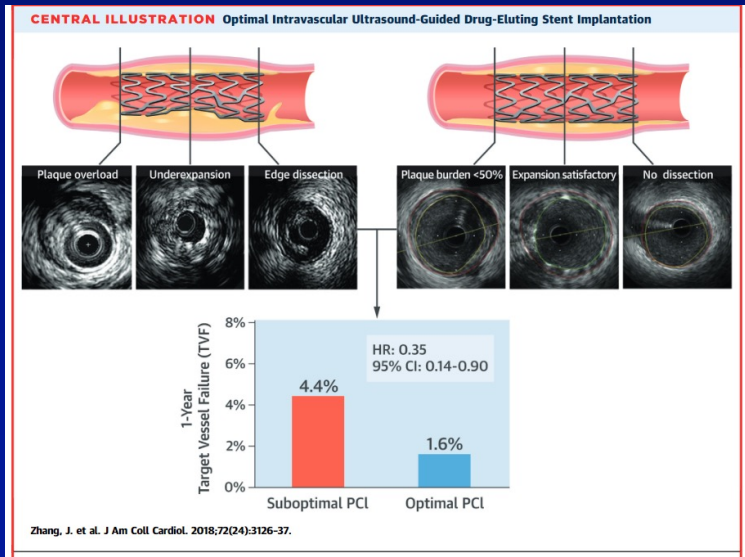 CENTRAL ILLUSTRATION Optimal Intravascular Ultrasound-Guided Drug-Eluting Stent Implantation
Plaque overload
Underexpansion
Edge dissection
Plaque burden <50%
Expansion satisfactory
No dissection
1-Year
Target Vessel Failure (TVF)
8%
6%
4%
2%
0%
HR: 0.35
95% CI: 0.14-0.90
4.4%
1.6%
Suboptimal PCI
Optimal PCI
Zhang, J. et al. J Am Coll Cardiol. 2018;72(24):3126–37.